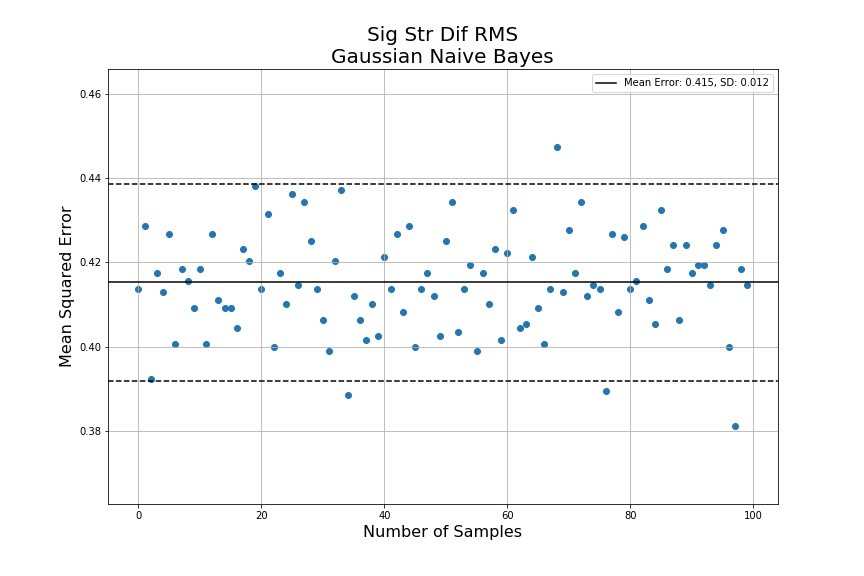 Sig Str Dif RMS
Gaussian Naive Bayes
Mean Error: 0.415, SD: 0.012
Mean Squared Error
0.46
0.44
0.42
0.40
0.38
0
20
40
60
80
100
Number of Samples